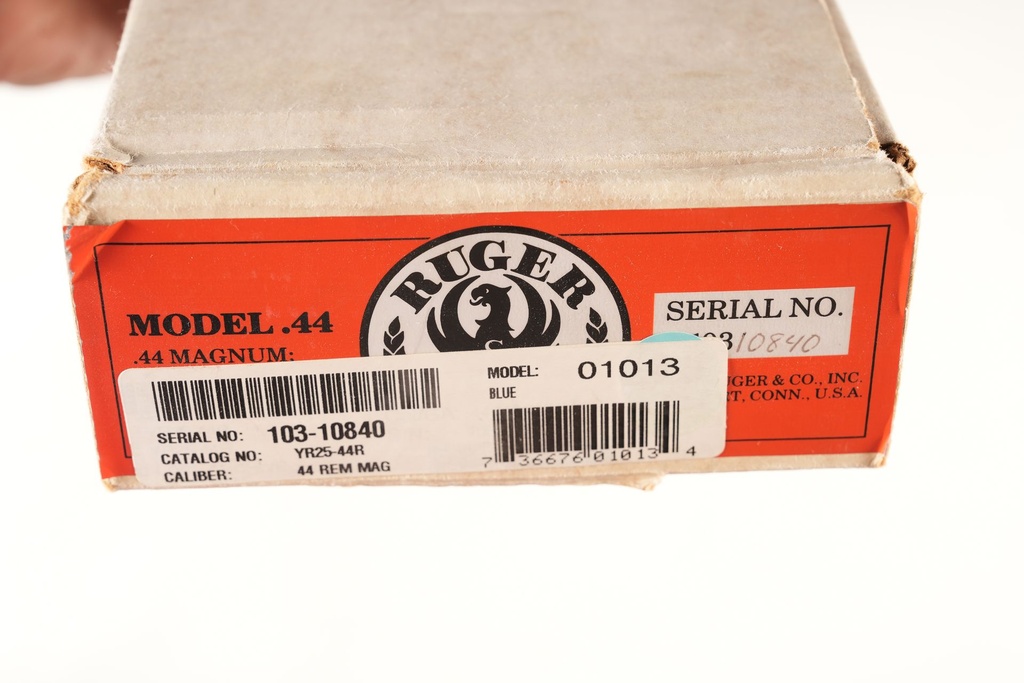 RUGER
MODEL .44
.44 MAGNUM:
SERIAL NO.
10840
& CO., INC.
CONN., U.S.A.
MODEL: 01013
BLUE
SERIAL NO: 103-10840
CATALOG NO: YR25-44R
CALIBER: 44 REM MAG
7 36676 01013 4